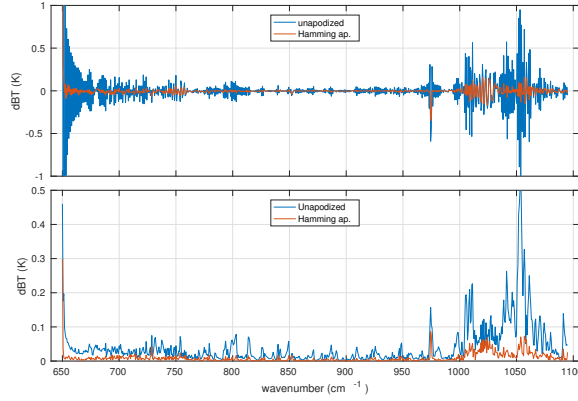 1
0.5
0
-0.5
-1
dBT (K)
unapodized
Hamming ap.
0.5
0.4
0.3
0.2
0.1
0
dBT (K)
Unapodized
Hamming ap.
650 700 750 800 850 900 950 1000 1050 1100
wavenumber (cm⁻¹)